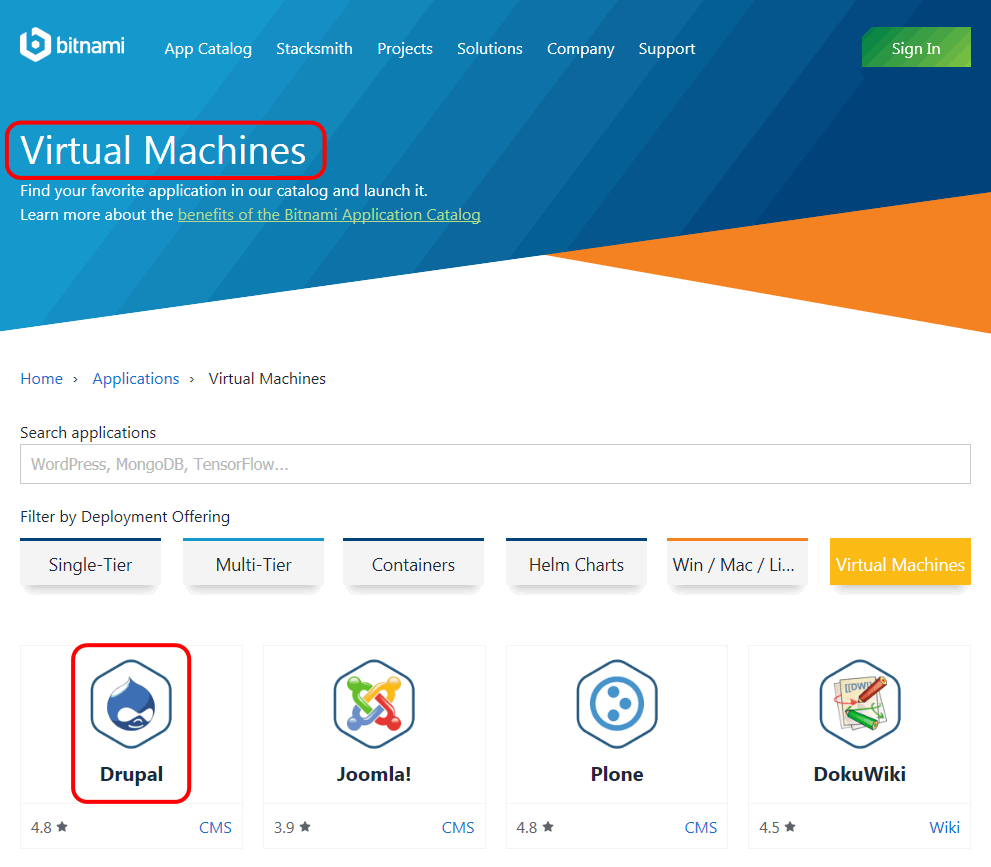 bitnami App Catalog Stacksmith Projects Solutions Company Support Sign In
Virtual Machines
Find your favorite application in our catalog and launch it.
Learn more about the benefits of the Bitnami Application Catalog
Home › Applications › Virtual Machines
Search applications
WordPress, MongoDB, TensorFlow...
Filter by Deployment Offering
Single-Tier Multi-Tier Containers Helm Charts Win / Mac / Li... Virtual Machines
[[DW]]
Drupal Joomla! Plone DokuWiki
4.8 ★ CMS 3.9 ★ CMS 4.8 ★ CMS 4.5 ★ Wiki